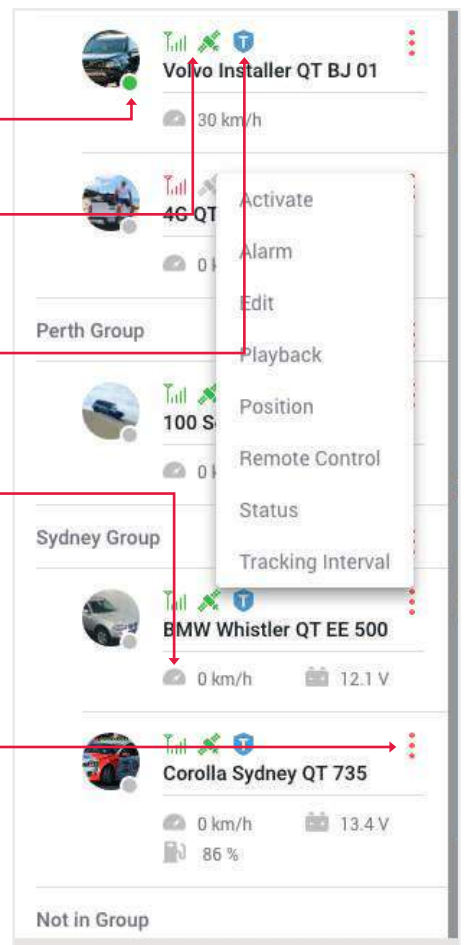 Volvo Installer QT BJ 01
30 km/h
4G QT
0
Activate
Alarm
Edit
Playback
Position
Remote Control
Status
Tracking Interval
Perth Group
100 S
0
Sydney Group
BMW Whistler QT EE 500
0 km/h 12.1 V
Corolla Sydney QT 735
0 km/h 13.4 V
86 %
Not in Group